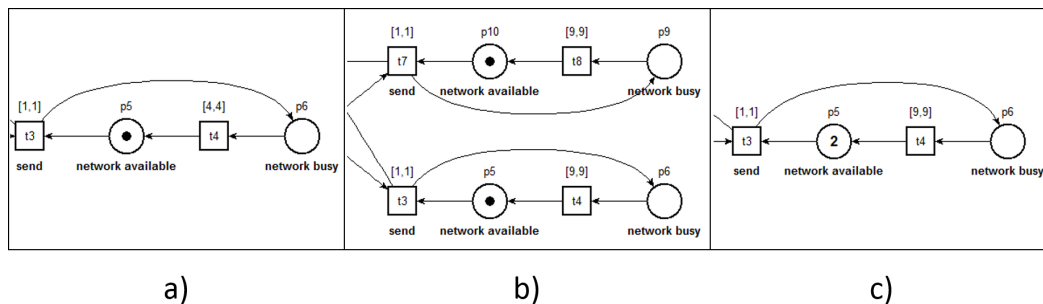 [1,1] p5 [4,4] p6
t3 t4
send network available network busy
[1,1] p10 [9,9] p9
t7 t8
send network available network busy
[1,1] p5 [9,9] p6
t3 t4
send network available network busy
[1,1] p5 [9,9] p6
t3 2 t4
send network available network busy
a) b) c)